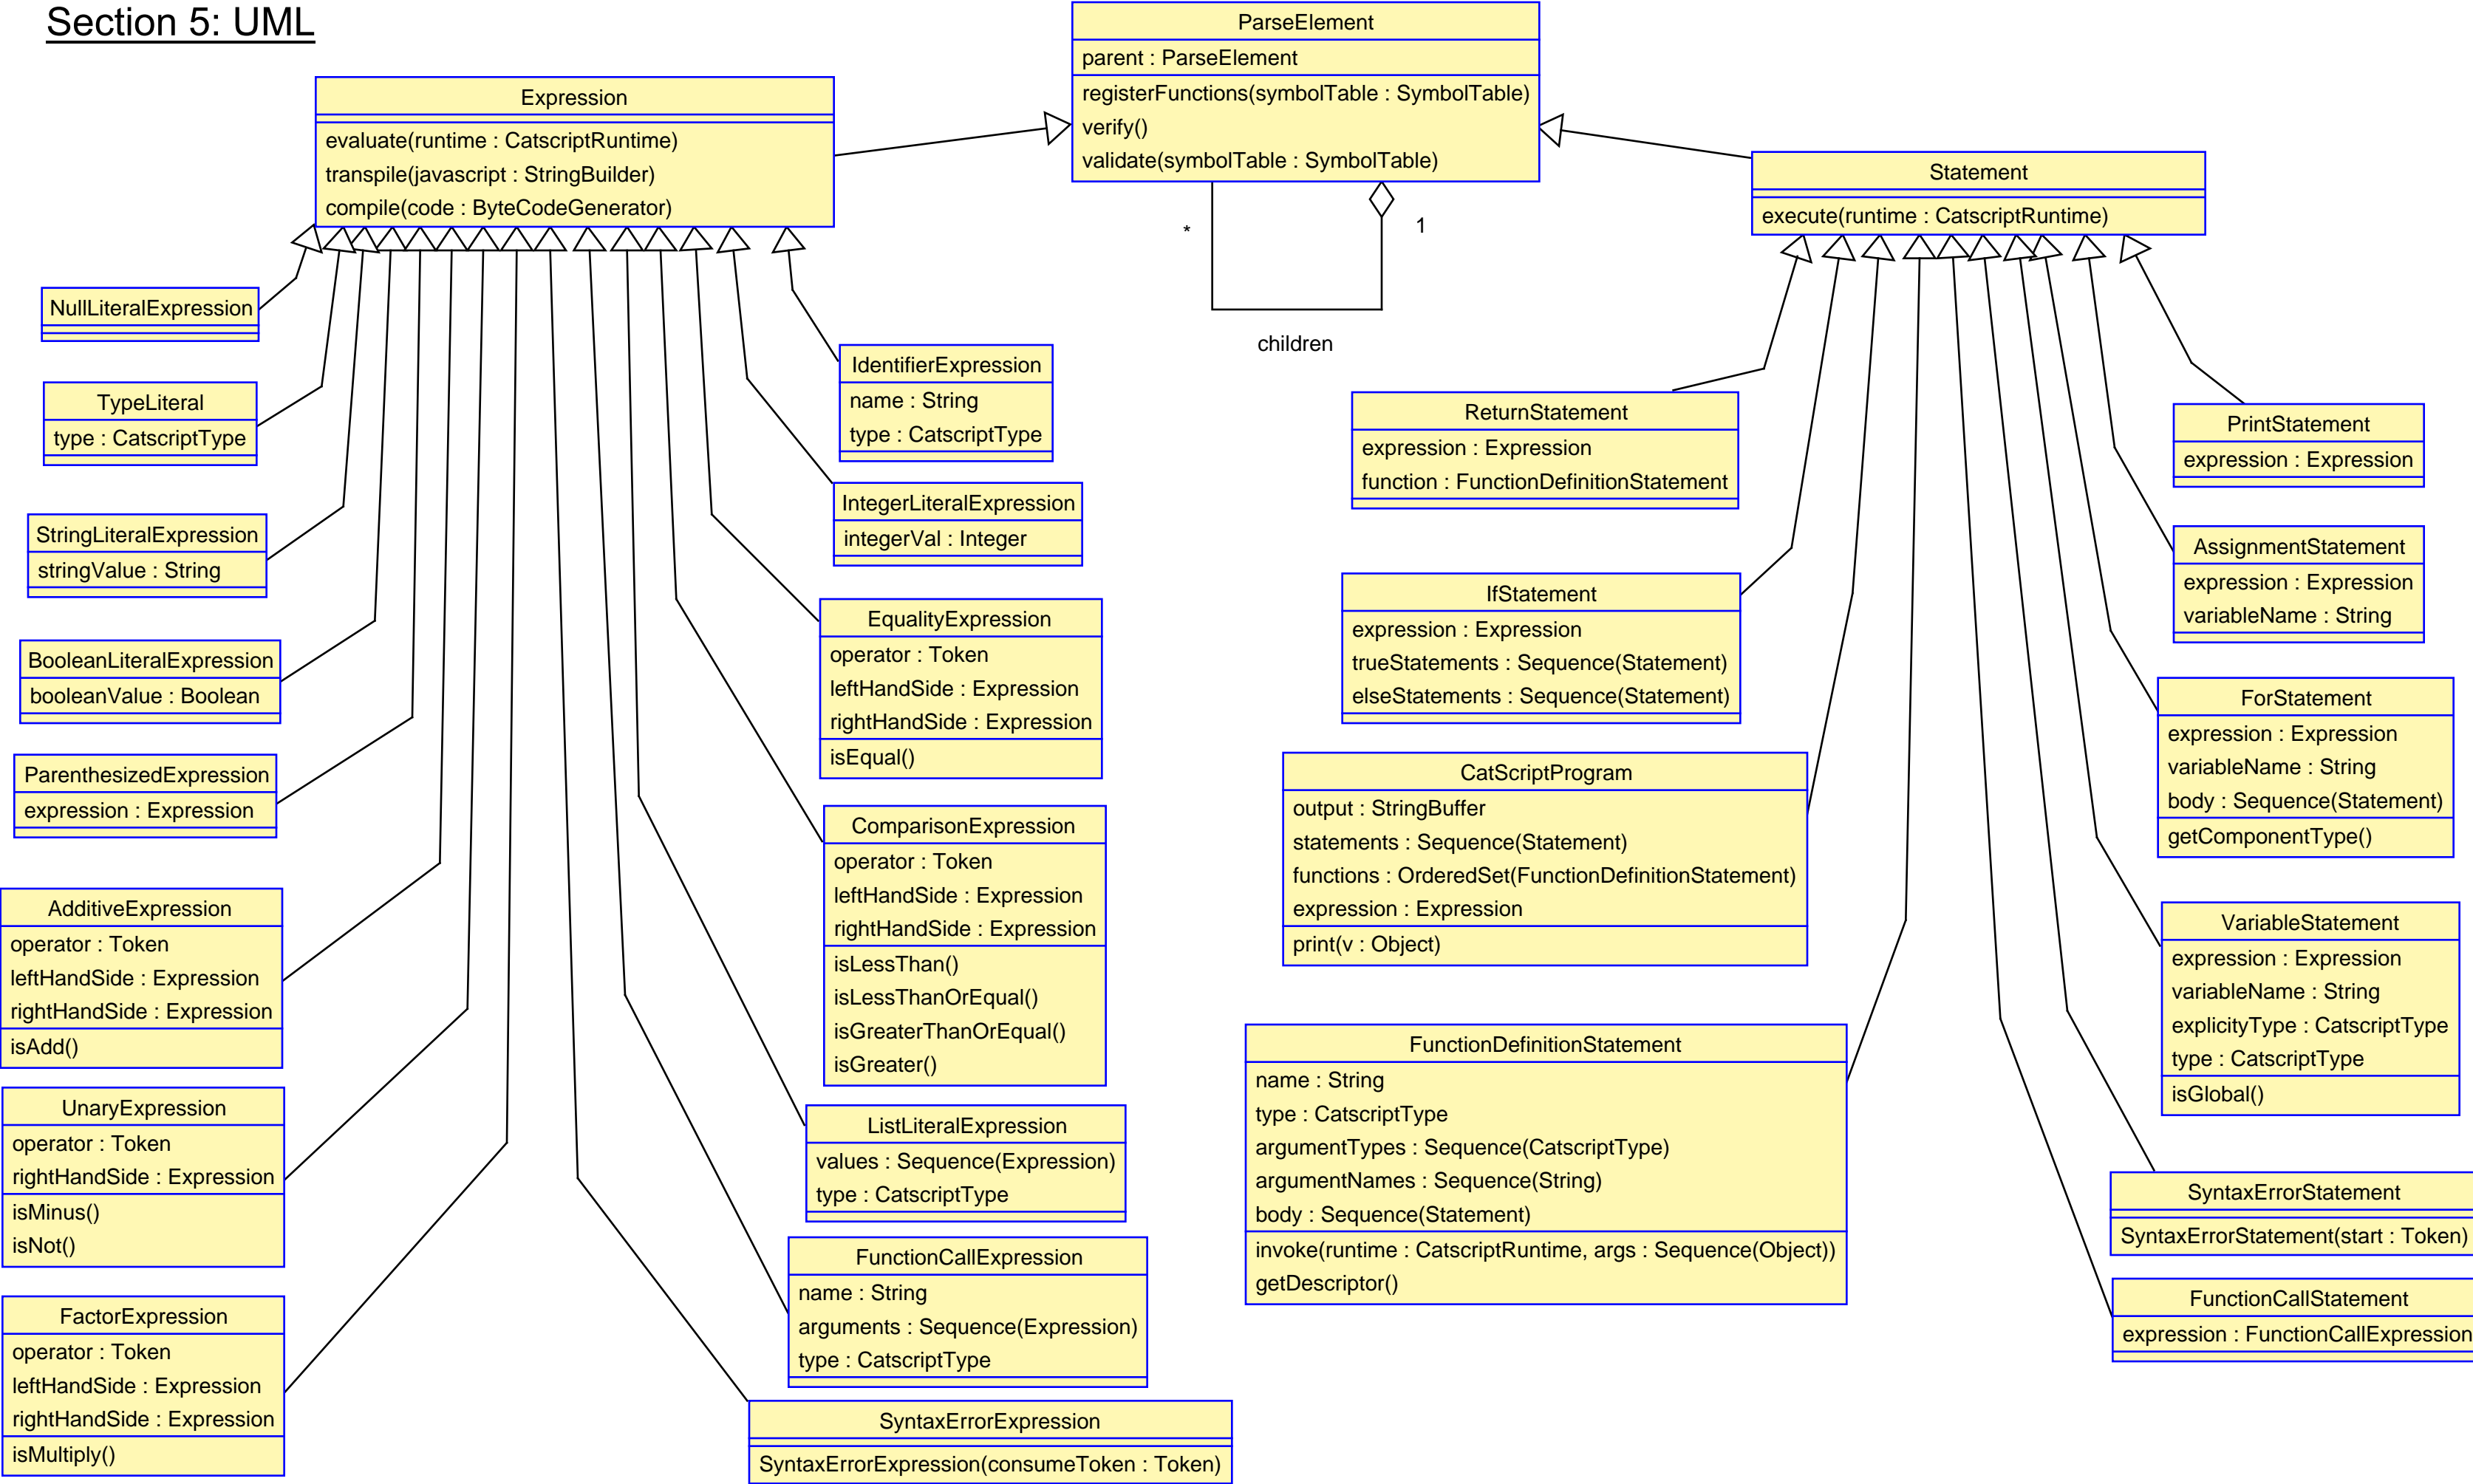 Section 5: UML
ParseElement
parent : ParseElement
registerFunctions(symbolTable : SymbolTable)
verify()
validate(symbolTable : SymbolTable)
*
1
children
Expression
evaluate(runtime : CatscriptRuntime)
transpile(javascript : StringBuilder)
compile(code : ByteCodeGenerator)
Statement
execute(runtime : CatscriptRuntime)
NullLiteralExpression
TypeLiteral
type : CatscriptType
StringLiteralExpression
stringValue : String
BooleanLiteralExpression
booleanValue : Boolean
ParenthesizedExpression
expression : Expression
AdditiveExpression
operator : Token
leftHandSide : Expression
rightHandSide : Expression
isAdd()
UnaryExpression
operator : Token
rightHandSide : Expression
isMinus()
isNot()
FactorExpression
operator : Token
leftHandSide : Expression
rightHandSide : Expression
isMultiply()
IdentifierExpression
name : String
type : CatscriptType
IntegerLiteralExpression
integerVal : Integer
EqualityExpression
operator : Token
leftHandSide : Expression
rightHandSide : Expression
isEqual()
ComparisonExpression
operator : Token
leftHandSide : Expression
rightHandSide : Expression
isLessThan()
isLessThanOrEqual()
isGreaterThanOrEqual()
isGreater()
ListLiteralExpression
values : Sequence(Expression)
type : CatscriptType
FunctionCallExpression
name : String
arguments : Sequence(Expression)
type : CatscriptType
SyntaxErrorExpression
SyntaxErrorExpression(consumeToken : Token)
ReturnStatement
expression : Expression
function : FunctionDefinitionStatement
IfStatement
expression : Expression
trueStatements : Sequence(Statement)
elseStatements : Sequence(Statement)
CatScriptProgram
output : StringBuffer
statements : Sequence(Statement)
functions : OrderedSet(FunctionDefinitionStatement)
expression : Expression
print(v : Object)
FunctionDefinitionStatement
name : String
type : CatscriptType
argumentTypes : Sequence(CatscriptType)
argumentNames : Sequence(String)
body : Sequence(Statement)
invoke(runtime : CatscriptRuntime, args : Sequence(Object))
getDescriptor()
PrintStatement
expression : Expression
AssignmentStatement
expression : Expression
variableName : String
ForStatement
expression : Expression
variableName : String
body : Sequence(Statement)
getComponentType()
VariableStatement
expression : Expression
variableName : String
explicityType : CatscriptType
type : CatscriptType
isGlobal()
SyntaxErrorStatement
SyntaxErrorStatement(start : Token)
FunctionCallStatement
expression : FunctionCallExpression